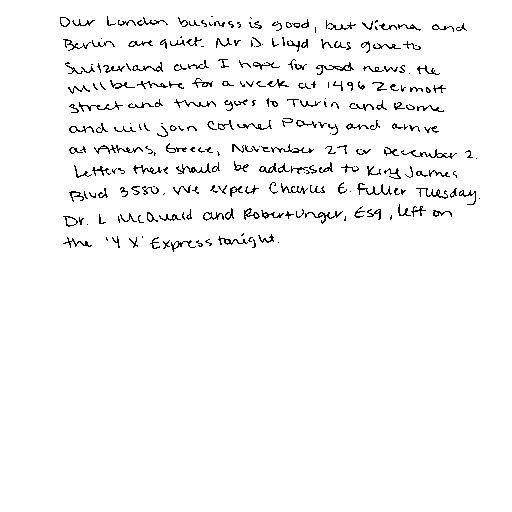 Our London business is good, but Vienna and
Berlin are quiet. Mr D. Lloyd has gone to
Switzerland and I hope for good news. He
will be there for a week at 1496 Zermott
Street and then goes to Turin and Rome
and will join Colonel Parry and arrive
at Athens, Greece, November 27 or December 2.
Letters there should be addressed to King James
Blvd 3580. We expect Charles E. Fuller Tuesday.
Dr. L McQuaid and Robert Unger, Esq, left on
the 'Y X' Express tonight.